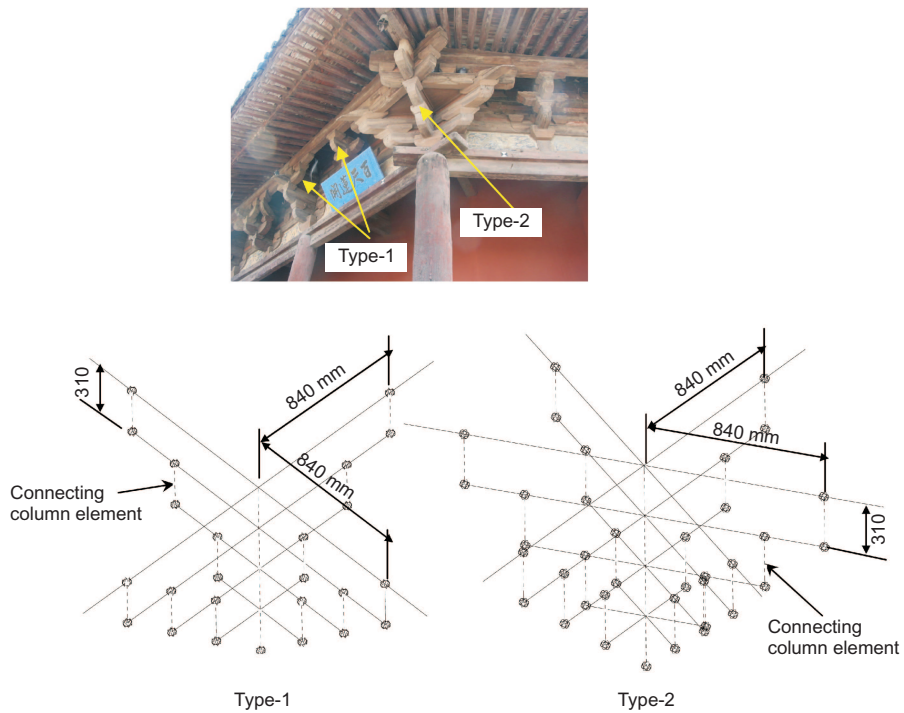 Type-2
Type-1
310
840 mm
840 mm
Connecting
column element
Type-1
840 mm
840 mm
310
Connecting
column element
Type-2